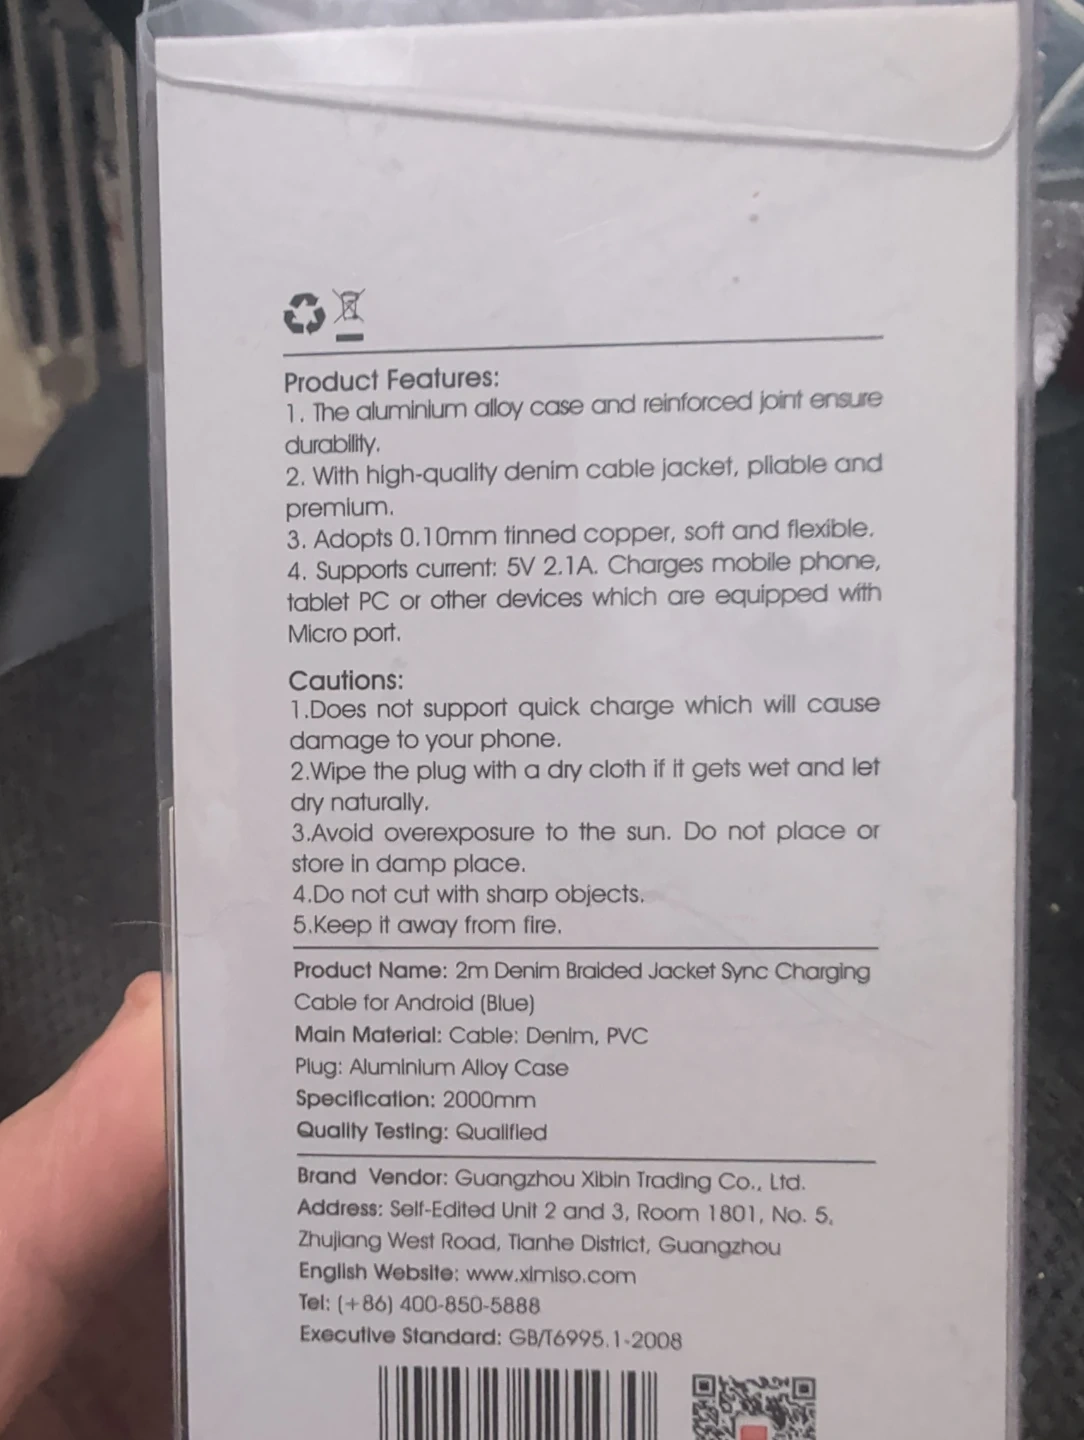 Product Features:
1. The aluminium alloy case and reinforced joint ensure
durability.
2. With high-quality denim cable jacket, pliable and
premium.
3. Adopts 0.10mm tinned copper, soft and flexible.
4. Supports current: 5V 2.1A. Charges mobile phone,
tablet PC or other devices which are equipped with
Micro port.
Cautions:
1.Does not support quick charge which will cause
damage to your phone.
2.Wipe the plug with a dry cloth if it gets wet and let
dry naturally.
3.Avoid overexposure to the sun. Do not place or
store in damp place.
4.Do not cut with sharp objects.
5.Keep it away from fire.
Product Name: 2m Denim Braided Jacket Sync Charging
Cable for Android (Blue)
Main Material: Cable: Denim, PVC
Plug: Aluminium Alloy Case
Specification: 2000mm
Quality Testing: Qualified
Brand Vendor: Guangzhou Xibin Trading Co., Ltd.
Address: Self-Edited Unit 2 and 3, Room 1801, No. 5,
Zhujiang West Road, Tianhe District, Guangzhou
English Website: www.ximiso.com
Tel: (+86) 400-850-5888
Executive Standard: GB/T6995.1-2008